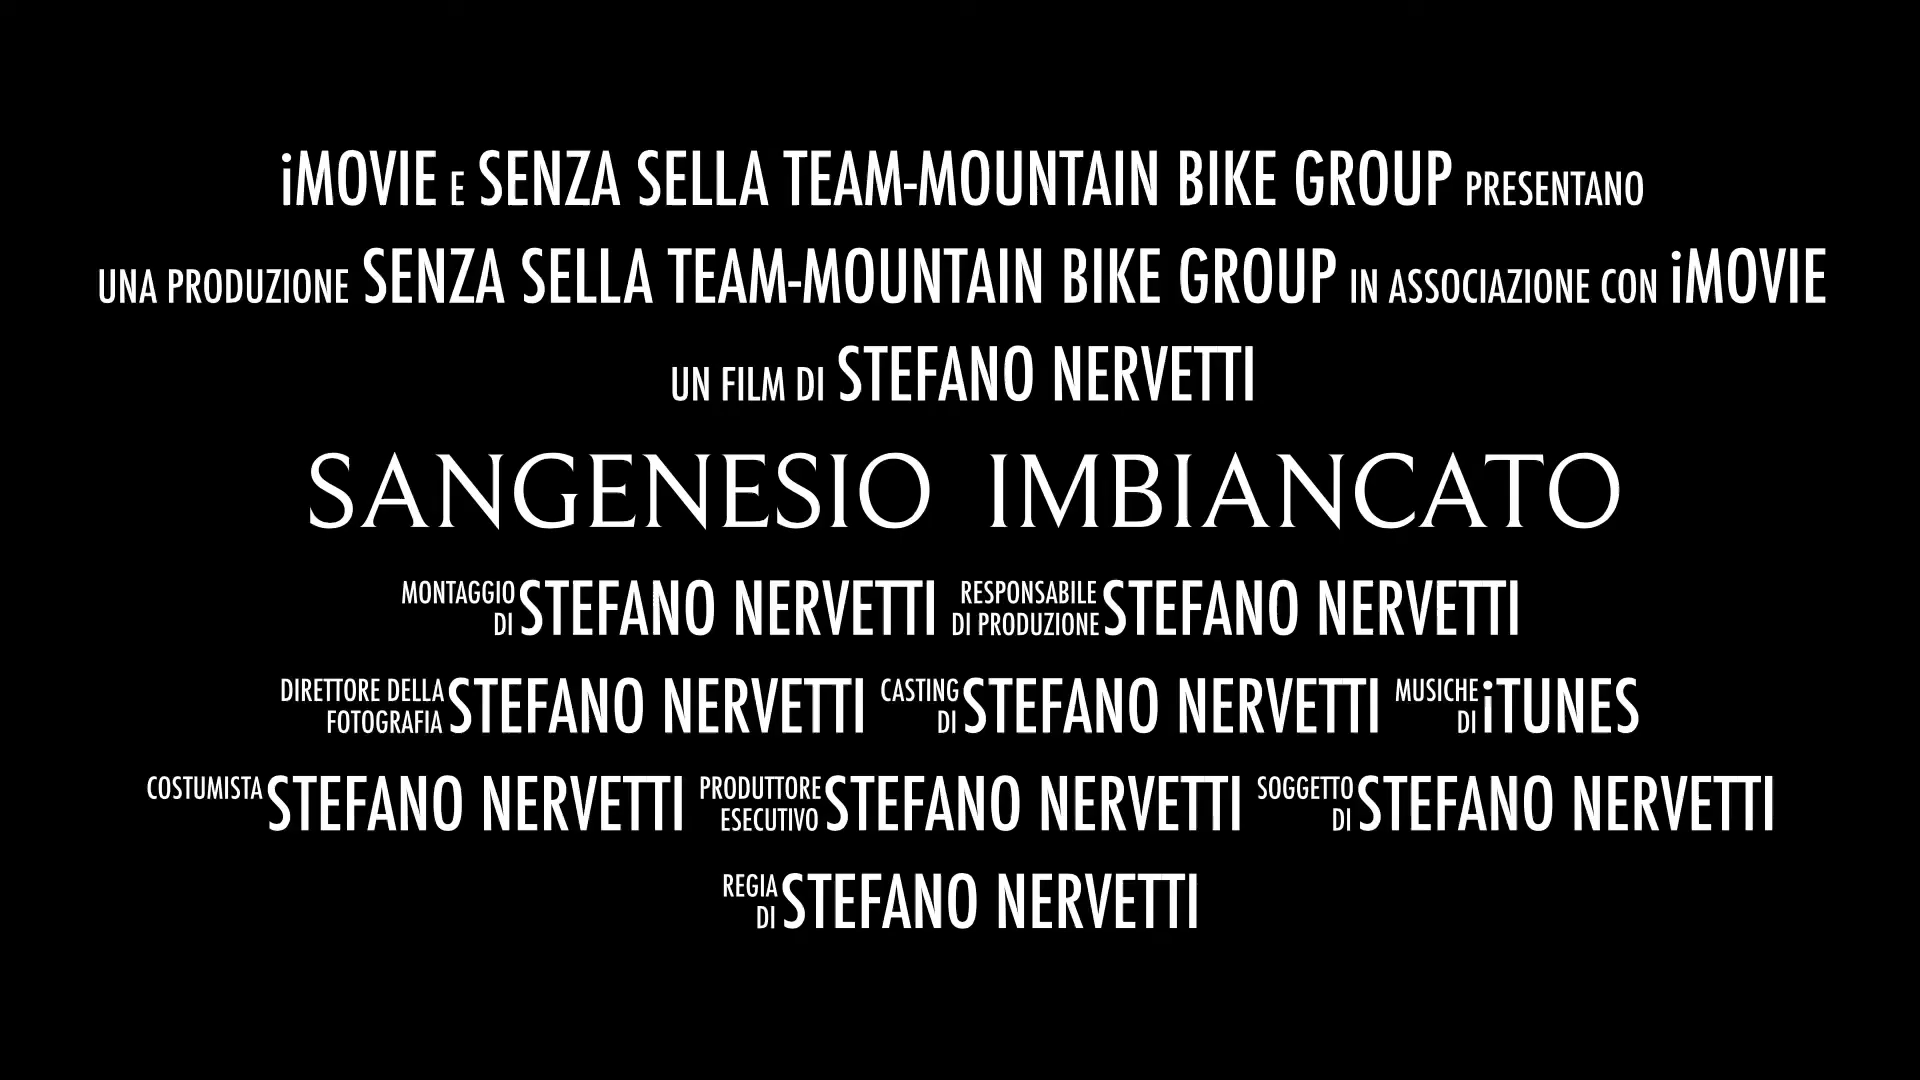 iMOVIE E SENZA SELLA TEAM-MOUNTAIN BIKE GROUP PRESENTANO
UNA PRODUZIONE SENZA SELLA TEAM-MOUNTAIN BIKE GROUP IN ASSOCIAZIONE CON iMOVIE
UN FILM DI STEFANO NERVETTI
SANGENESIO IMBIANCATO
MONTAGGIO DI STEFANO NERVETTI RESPONSABILE DI PRODUZIONE STEFANO NERVETTI
DIRETTORE DELLA FOTOGRAFIA STEFANO NERVETTI CASTING DI STEFANO NERVETTI MUSICHE DI iTUNES
COSTUMISTA STEFANO NERVETTI PRODUTTORE ESECUTIVO STEFANO NERVETTI SOGGETTO DI STEFANO NERVETTI
REGIA DI STEFANO NERVETTI